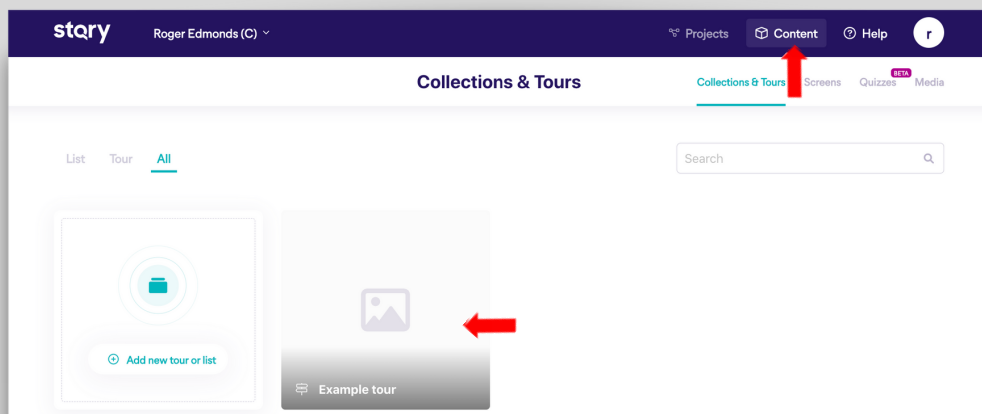 stqry Roger Edmonds (C) Projects Content Help r
Collections & Tours Collections & Tours Screens Quizzes BETA Media
List Tour All Search
Add new tour or list
Example tour